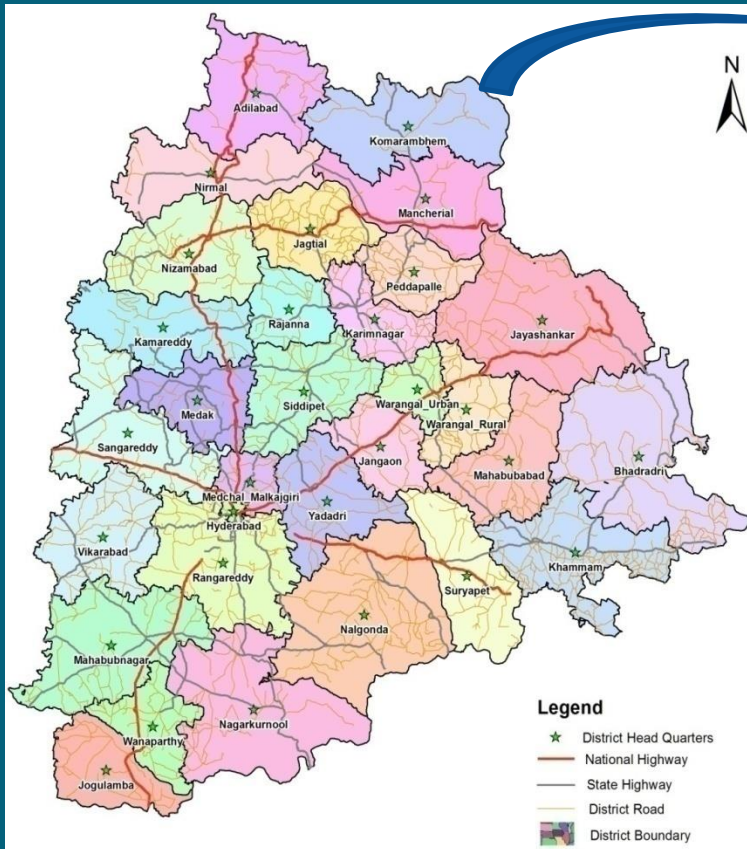 N
Adilabad
Komarambhem
Nirmal
Mancherial
Jagtial
Nizamabad
Peddapalle
Rajanna
Karimnagar
Kamareddy
Jayashankar
Medak
Siddipet
Warangal_Urban
Warangal_Rural
Sangareddy
Jangaon
Mahabubabad
Bhadradri
Medchal_Malkajgiri
Yadadri
Hyderabad
Vikarabad
Khammam
Rangareddy
Suryapet
Nalgonda
Mahabubnagar
Nagarkurnool
Wanaparthy
Jogulamba
Legend
District Head Quarters
National Highway
State Highway
District Road
District Boundary